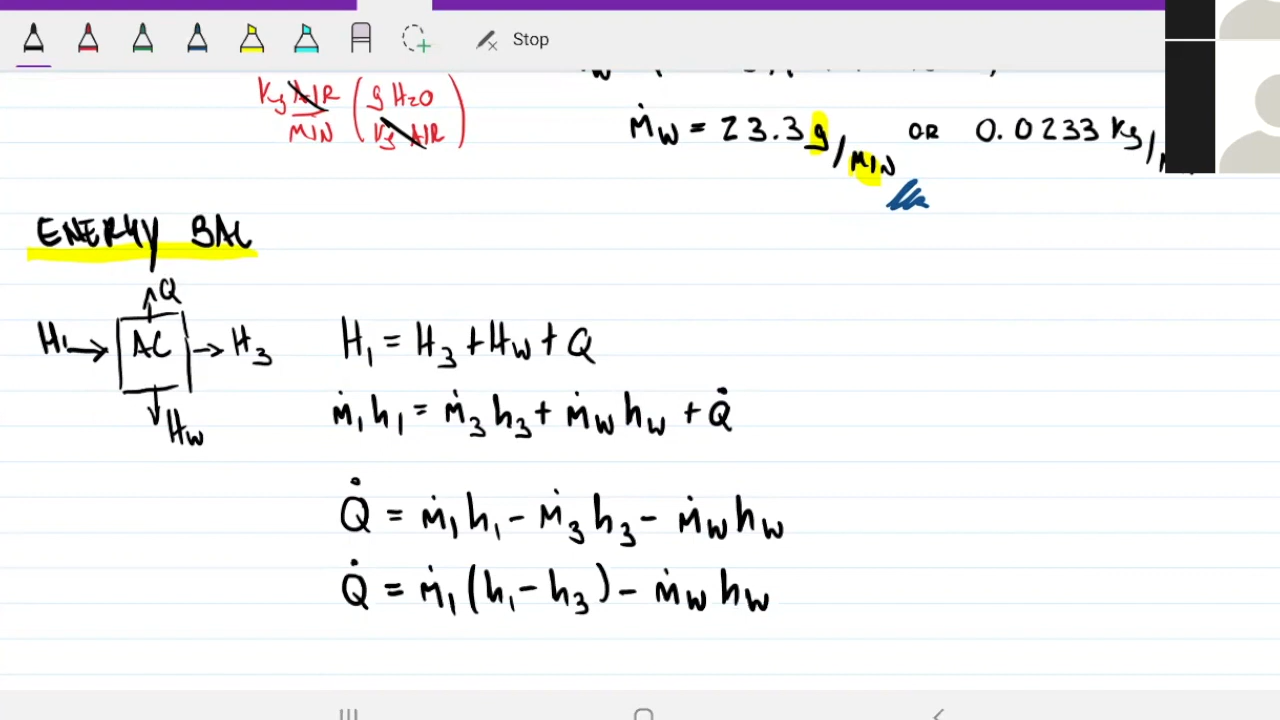 Stop
Kg AIR / MIN ( g H2O / Kg AIR )
ṁw = 23.3 g/MIN OR 0.0233 Kg/
ENERGY BAL
Q
H1 → AC → H3
Hw
H1 = H3 + Hw + Q
ṁ1h1 = ṁ3h3 + ṁwhw + Q̇
Q̇ = ṁ1h1 - ṁ3h3 - ṁwhw
Q̇ = ṁ1(h1 - h3) - ṁwhw